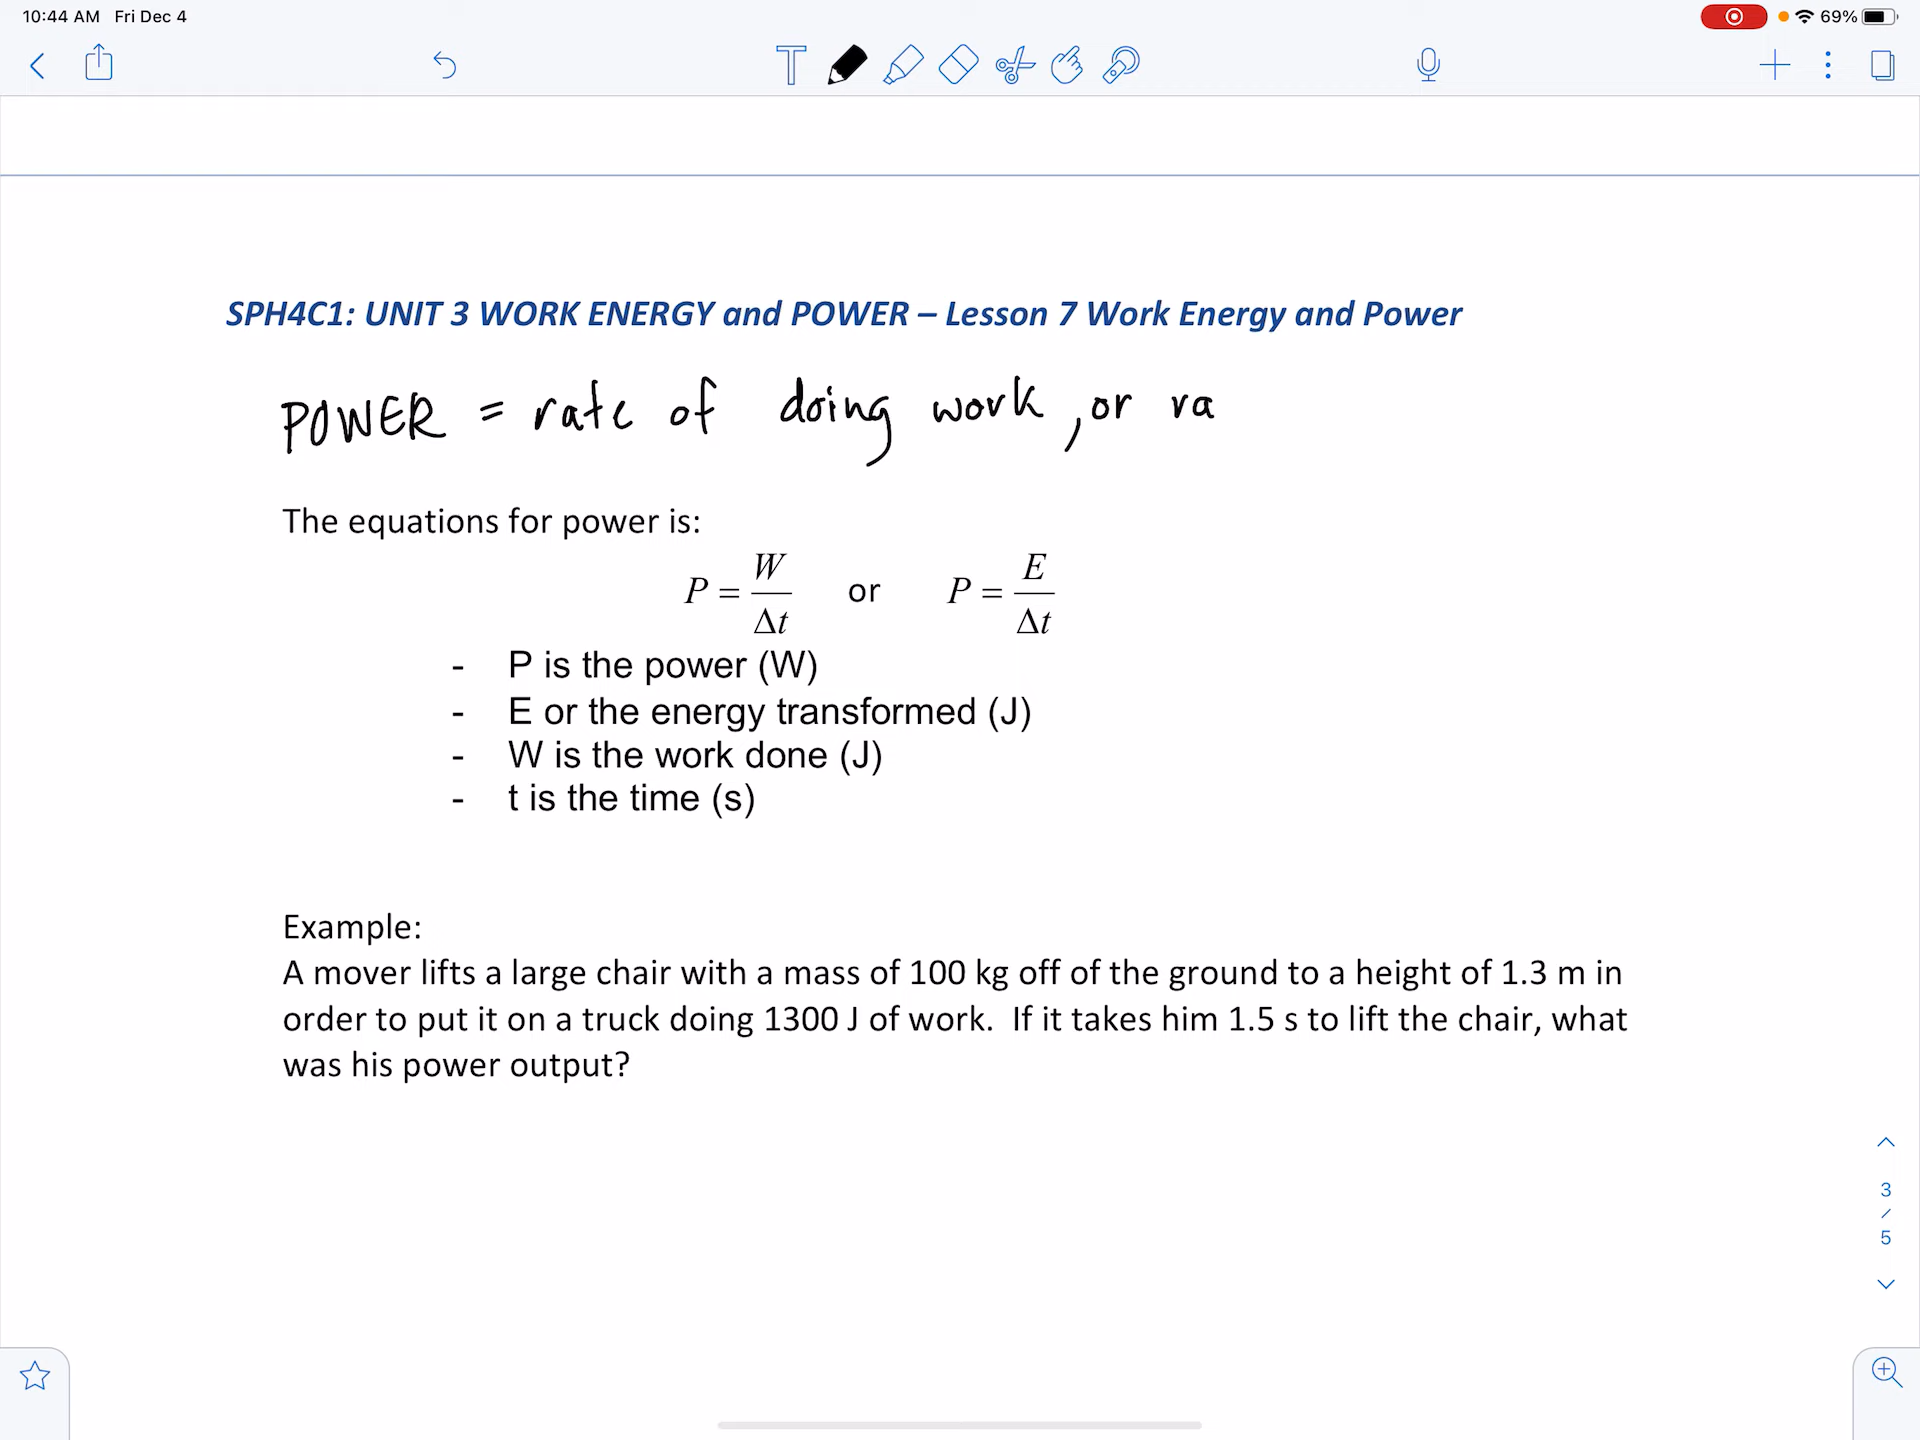 10:44 AM Fri Dec 4
69%
SPH4C1: UNIT 3 WORK ENERGY and POWER – Lesson 7 Work Energy and Power
POWER = rate of doing work, or ra
The equations for power is:
P = W/Δt or P = E/Δt
- P is the power (W)
- E or the energy transformed (J)
- W is the work done (J)
- t is the time (s)
Example:
A mover lifts a large chair with a mass of 100 kg off of the ground to a height of 1.3 m in
order to put it on a truck doing 1300 J of work. If it takes him 1.5 s to lift the chair, what
was his power output?
3
/
5